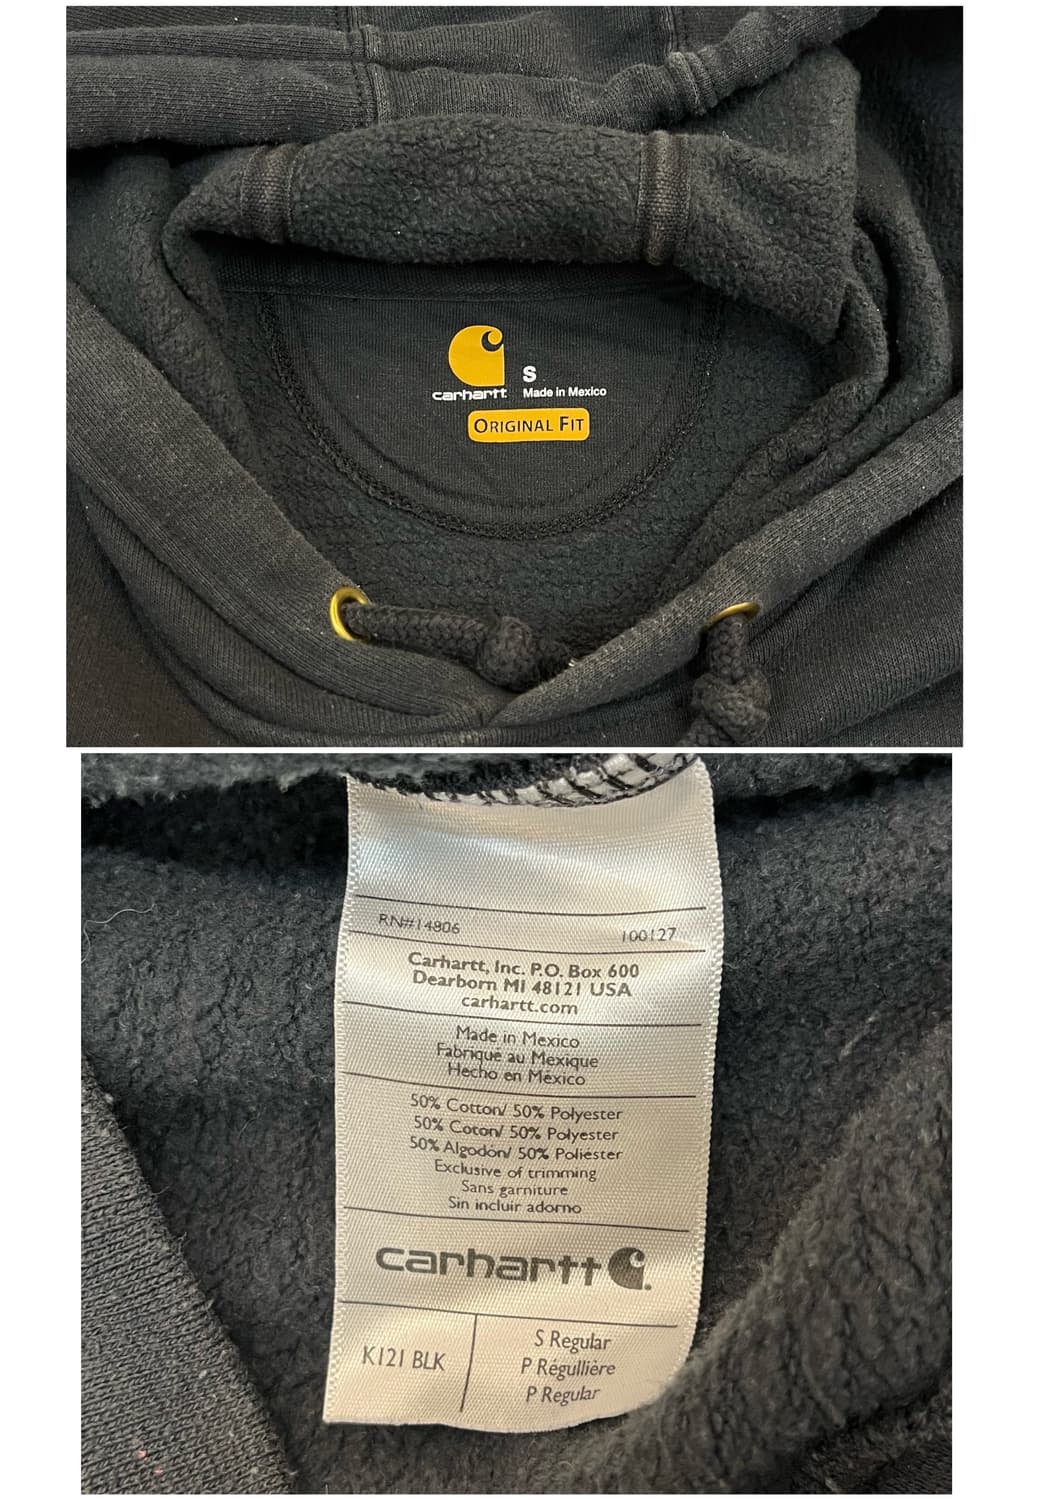 carhartt
S
Made in Mexico
ORIGINAL FIT
RN#14806 100127
Carhartt, Inc. P.O. Box 600
Dearborn MI 48121 USA
carhartt.com
Made in Mexico
Fabriqué au Mexique
Hecho en México
50% Cotton/ 50% Polyester
50% Coton/ 50% Polyester
50% Algodón/ 50% Poliéster
Exclusive of trimming
Sans garniture
Sin incluir adorno
carhartt
K121 BLK
S Regular
P Régullière
P Regular